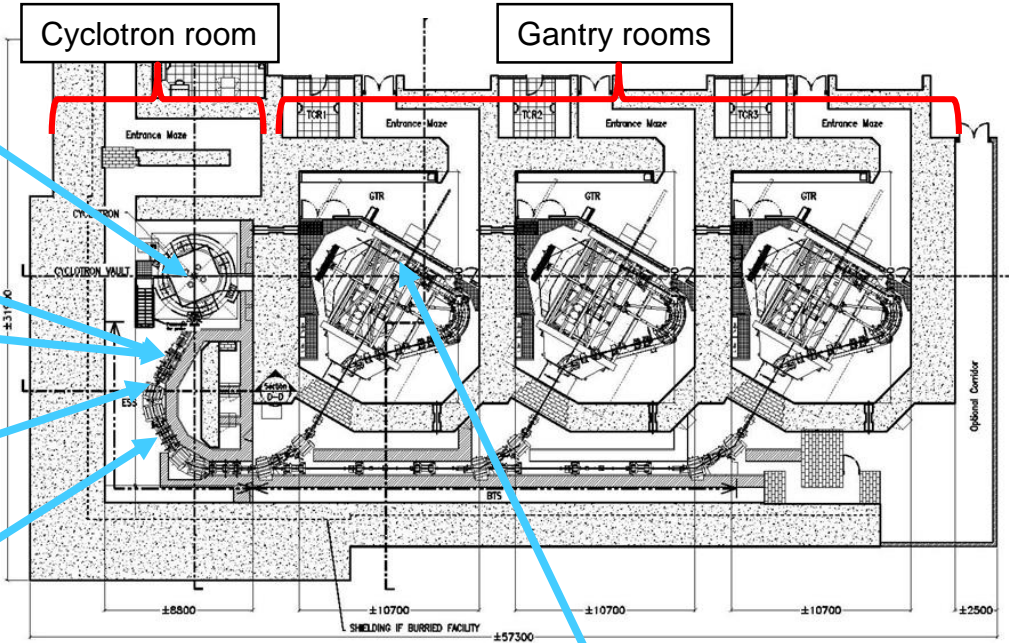 Cyclotron room
Gantry rooms
TCR1
TCR2
TCR3
Entrance Maze
Entrance Maze
Entrance Maze
Entrance Maze
GTR
GTR
GTR
CYCLOTRON
CYCLOTRON VAULT
ESS
Section
D-D
Optional Corridor
BTS
±8800
±10700
±10700
±10700
±2500
SHIELDING IF BURRIED FACILITY
±57300